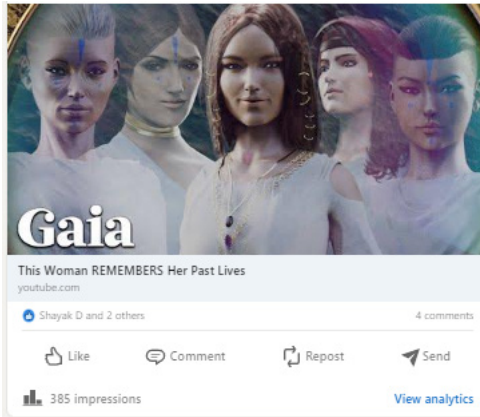 Gaia
This Woman REMEMBERS Her Past Lives
youtube.com
Shayak D and 2 others 4 comments
Like Comment Repost Send
385 impressions View analytics